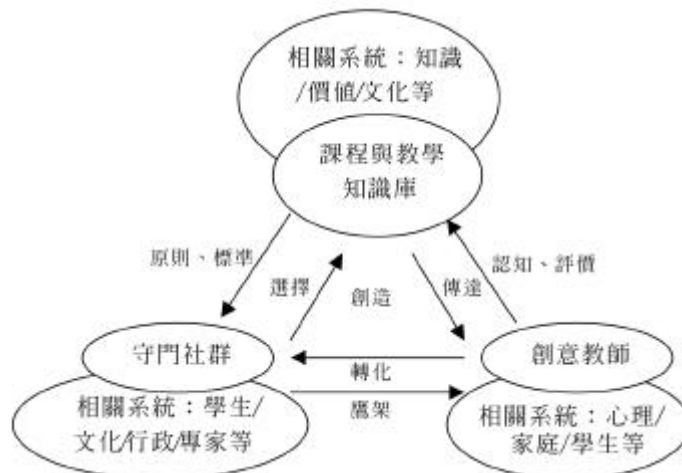 相關系統：知識
/價值/文化等
課程與教學
知識庫
原則、標準
選擇
創造
傳達
認知、評價
守門社群
轉化
創意教師
鷹架
相關系統：學生/
文化/行政/專家等
相關系統：心理/
家庭/學生等